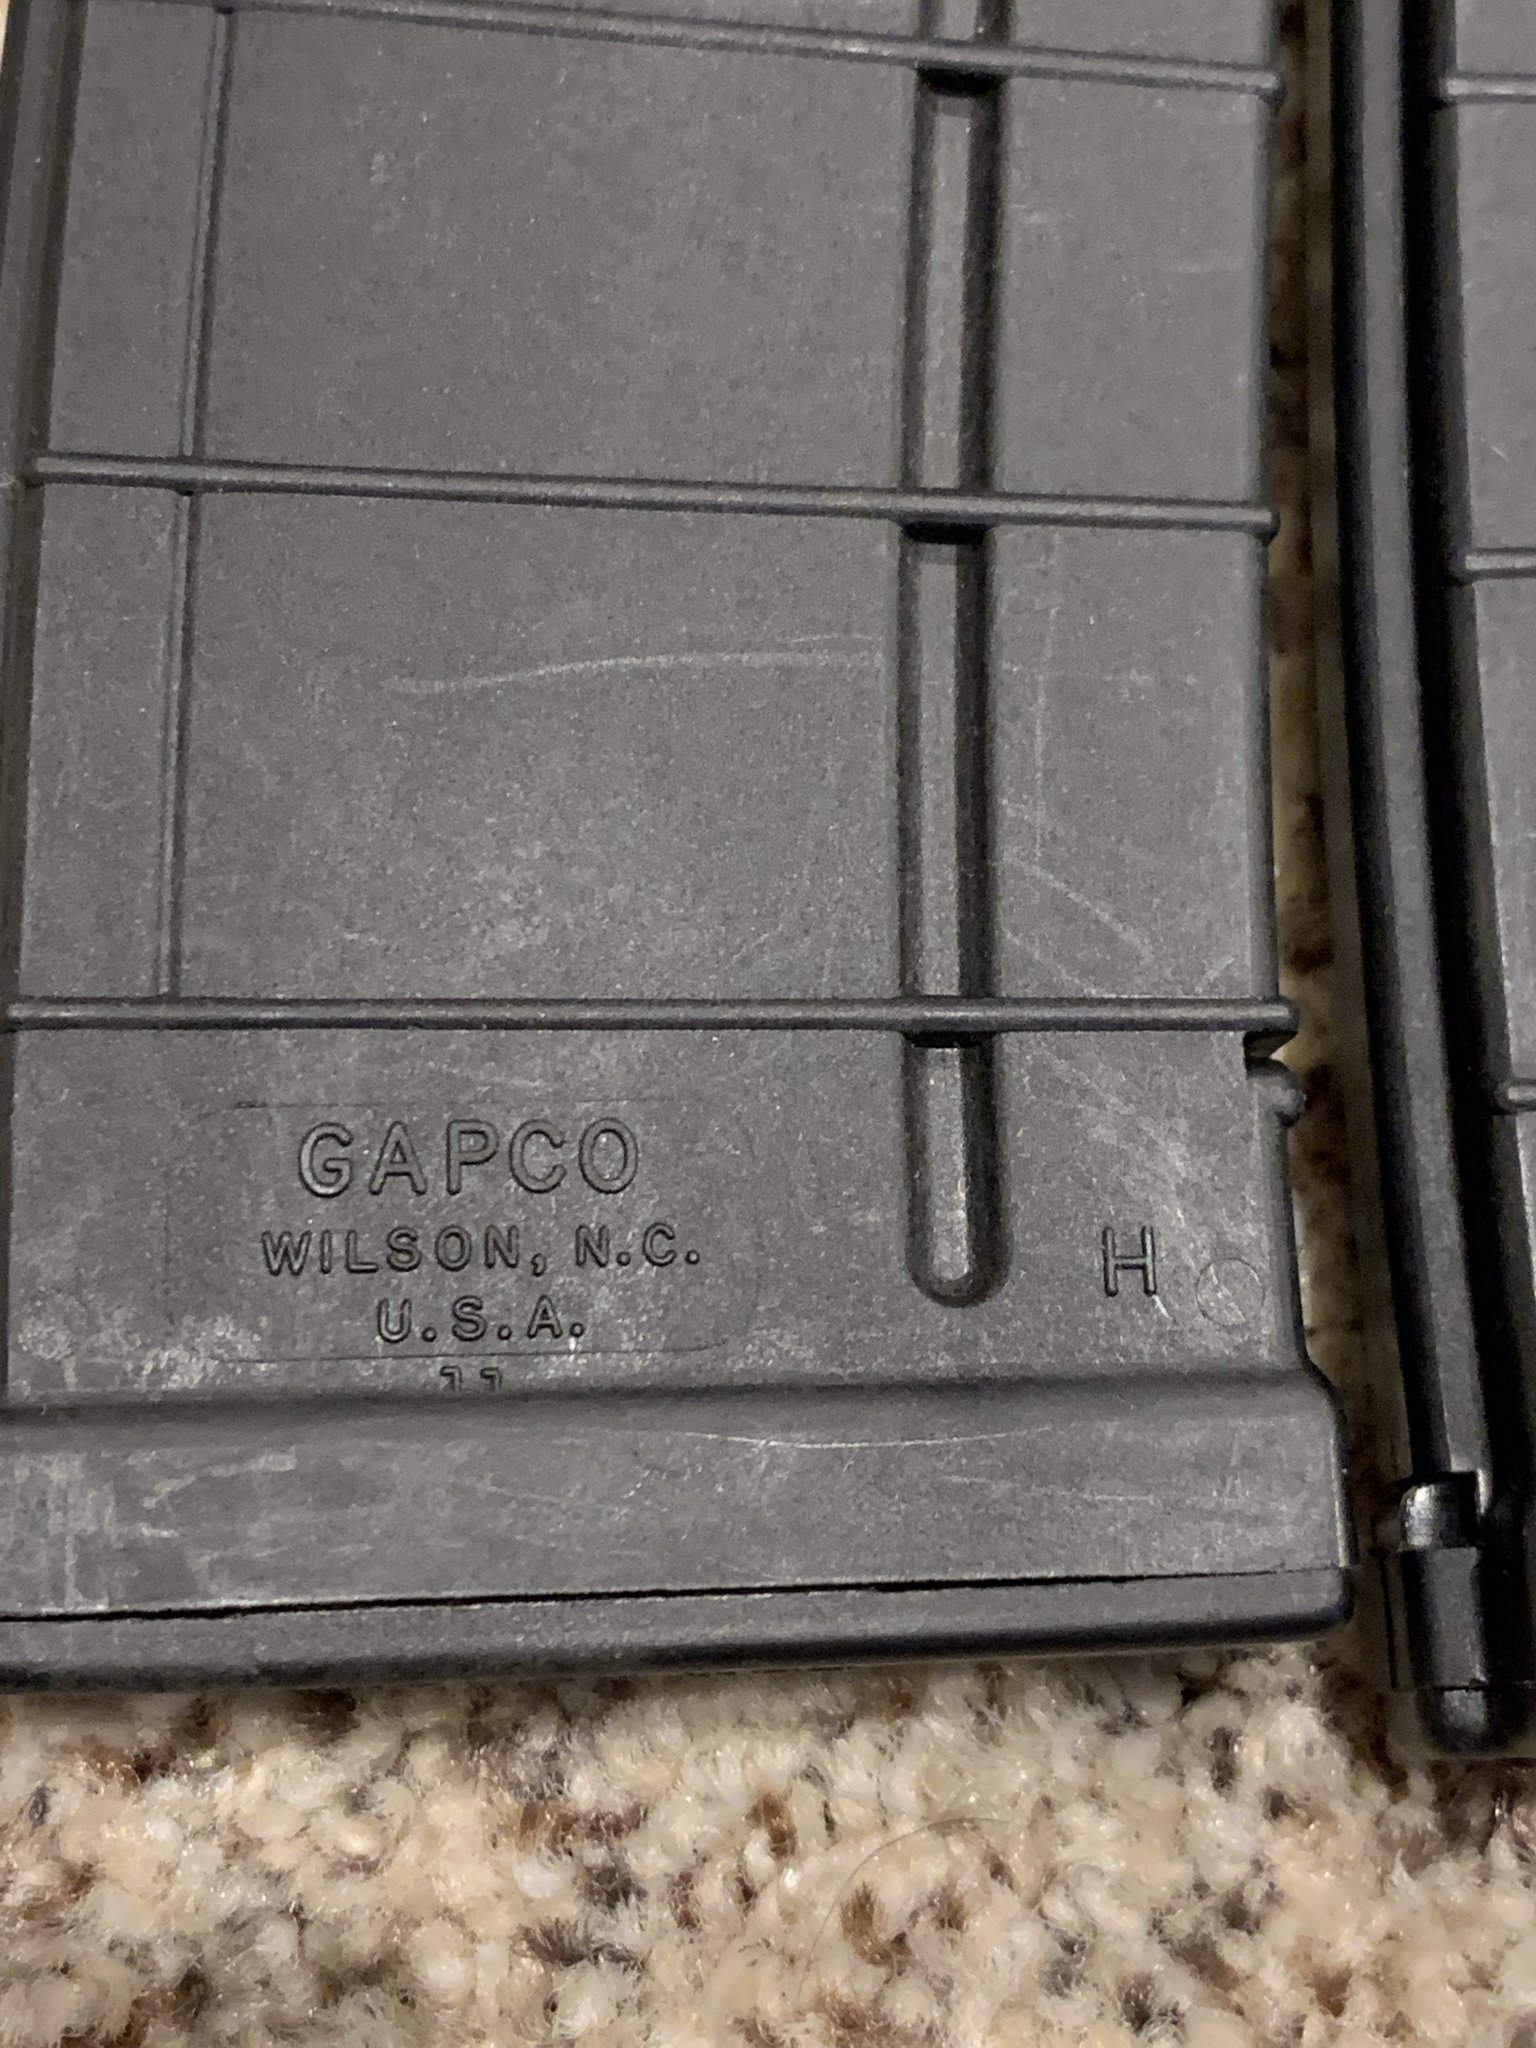 GAPCO
WILSON, N.C.
U.S.A.
H